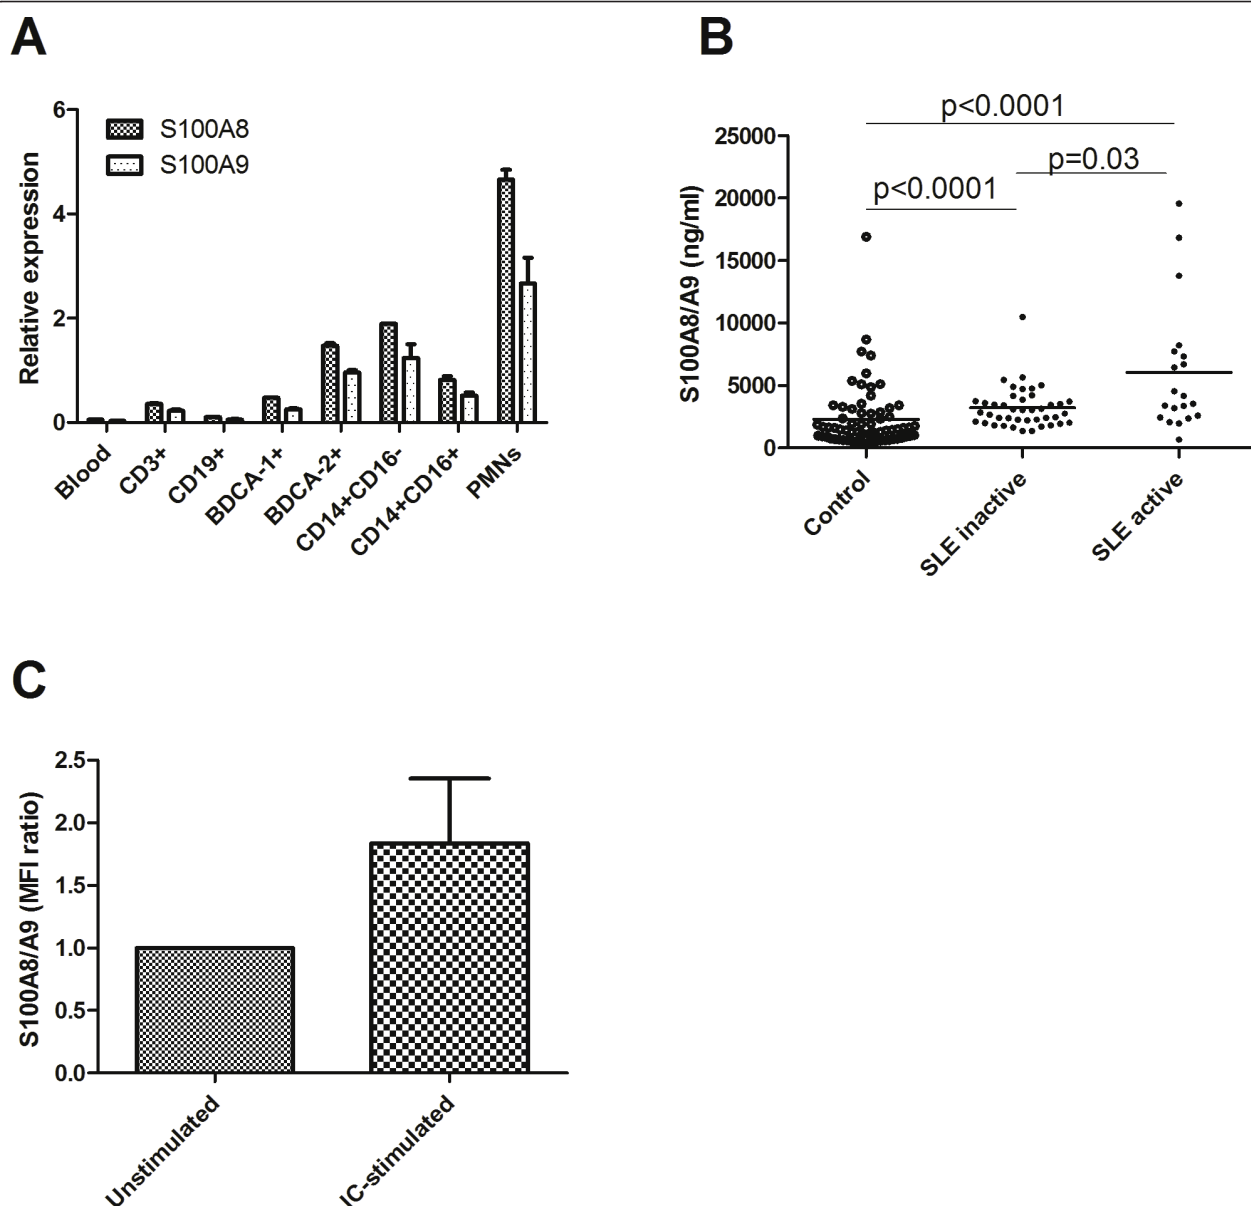 A
6
4
2
0
Relative expression
S100A8
S100A9
Blood
CD3+
CD19+
BDCA-1+
BDCA-2+
CD14+CD16-
CD14+CD16+
PMNs
B
p<0.0001
p=0.03
p<0.0001
25000
20000
15000
10000
5000
0
S100A8/A9 (ng/ml)
Control
SLE inactive
SLE active
C
2.5
2.0
1.5
1.0
0.5
0.0
S100A8/A9 (MFI ratio)
Unstimulated
IC-stimulated